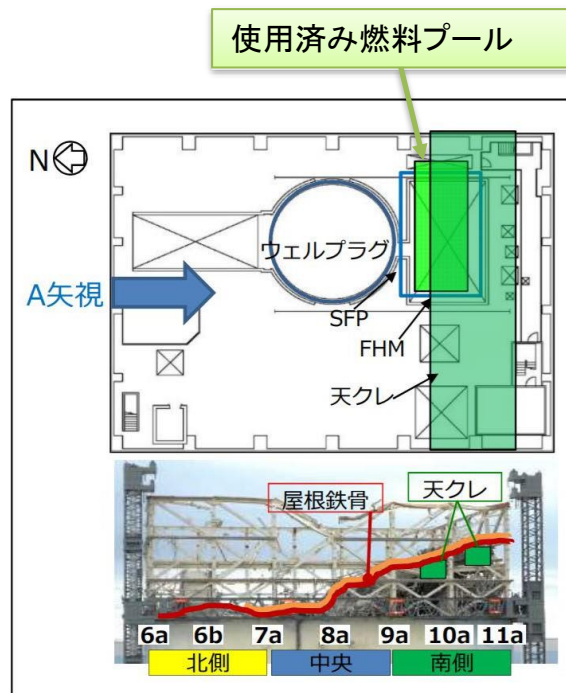 使用済み燃料プール
N
ウェルプラグ
A矢視
SFP
FHM
天クレ
屋根鉄骨
天クレ
6a 6b 7a 8a 9a 10a 11a
北側 中央 南側